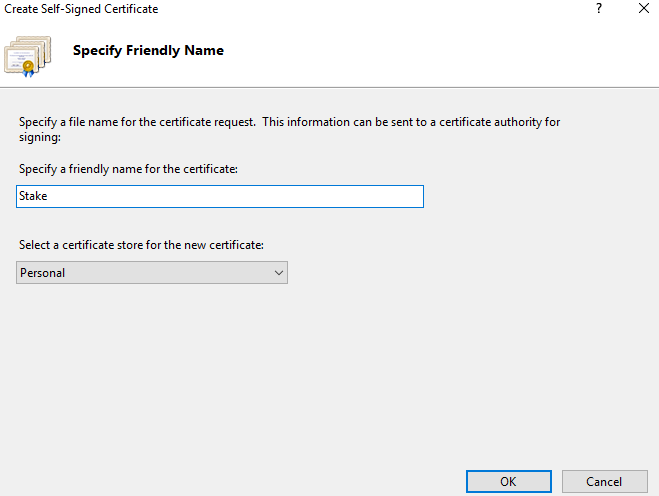 Create Self-Signed Certificate
?
Specify Friendly Name
Specify a file name for the certificate request.  This information can be sent to a certificate authority for
signing:
Specify a friendly name for the certificate:
Stake
Select a certificate store for the new certificate:
Personal
OK
Cancel